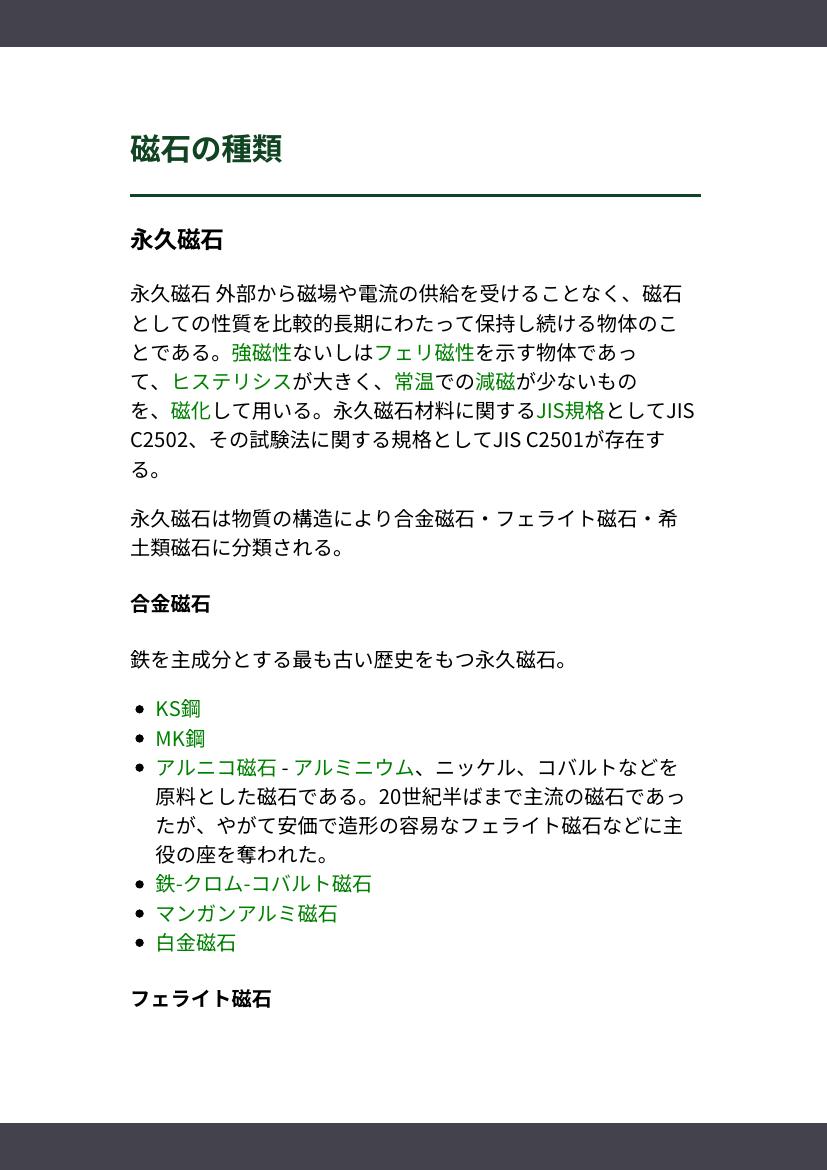 磁石の種類
永久磁石
永久磁石 外部から磁場や電流の供給を受けることなく、磁石
としての性質を比較的長期にわたって保持し続ける物体のこ
とである。強磁性ないしはフェリ磁性を示す物体であっ
て、ヒステリシスが大きく、常温での減磁が少ないもの
を、磁化して用いる。永久磁石材料に関するJIS規格としてJIS
C2502、その試験法に関する規格としてJIS C2501が存在す
る。
永久磁石は物質の構造により合金磁石・フェライト磁石・希
土類磁石に分類される。
合金磁石
鉄を主成分とする最も古い歴史をもつ永久磁石。
• KS鋼
• MK鋼
• アルニコ磁石 - アルミニウム、ニッケル、コバルトなどを
原料とした磁石である。20世紀半ばまで主流の磁石であっ
たが、やがて安価で造形の容易なフェライト磁石などに主
役の座を奪われた。
• 鉄-クロム-コバルト磁石
• マンガンアルミ磁石
• 白金磁石
フェライト磁石